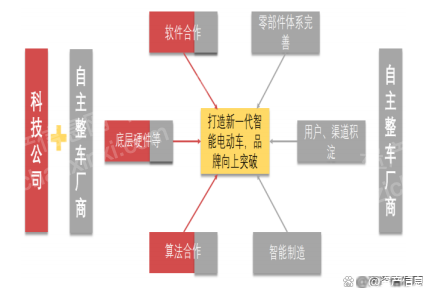 软件合作
零部件体系完
善
科技公司
自主整车厂商
底层硬件等
打造新一代智
能电动车，品
牌向上突破
用户、渠道积
淀
自主整车厂商
算法合作
智能制造